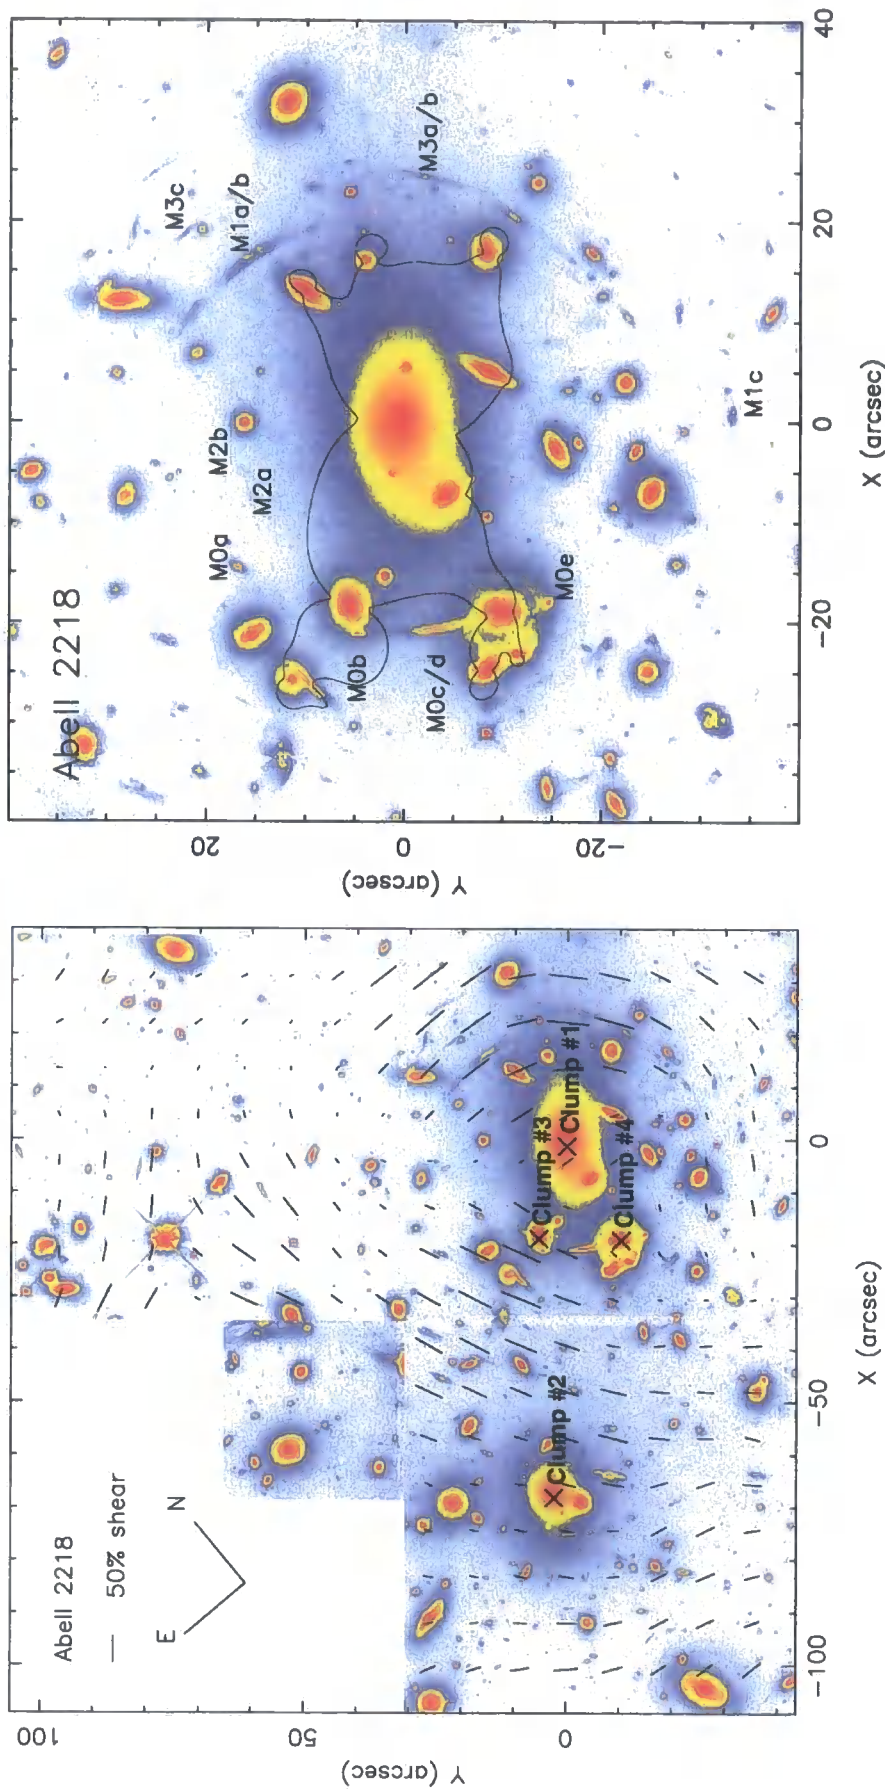 Abell 2218
50% shear
E
N
Clump #1
Clump #2
Clump #3
Clump #4
100
50
0
Y (arcsec)
−100
−50
0
X (arcsec)
Abell 2218
M0a
M2b
M2a
M3c
M1a/b
M3a/b
M0b
M0c/d
M0e
M1c
20
0
−20
Y (arcsec)
−20
0
20
40
X (arcsec)